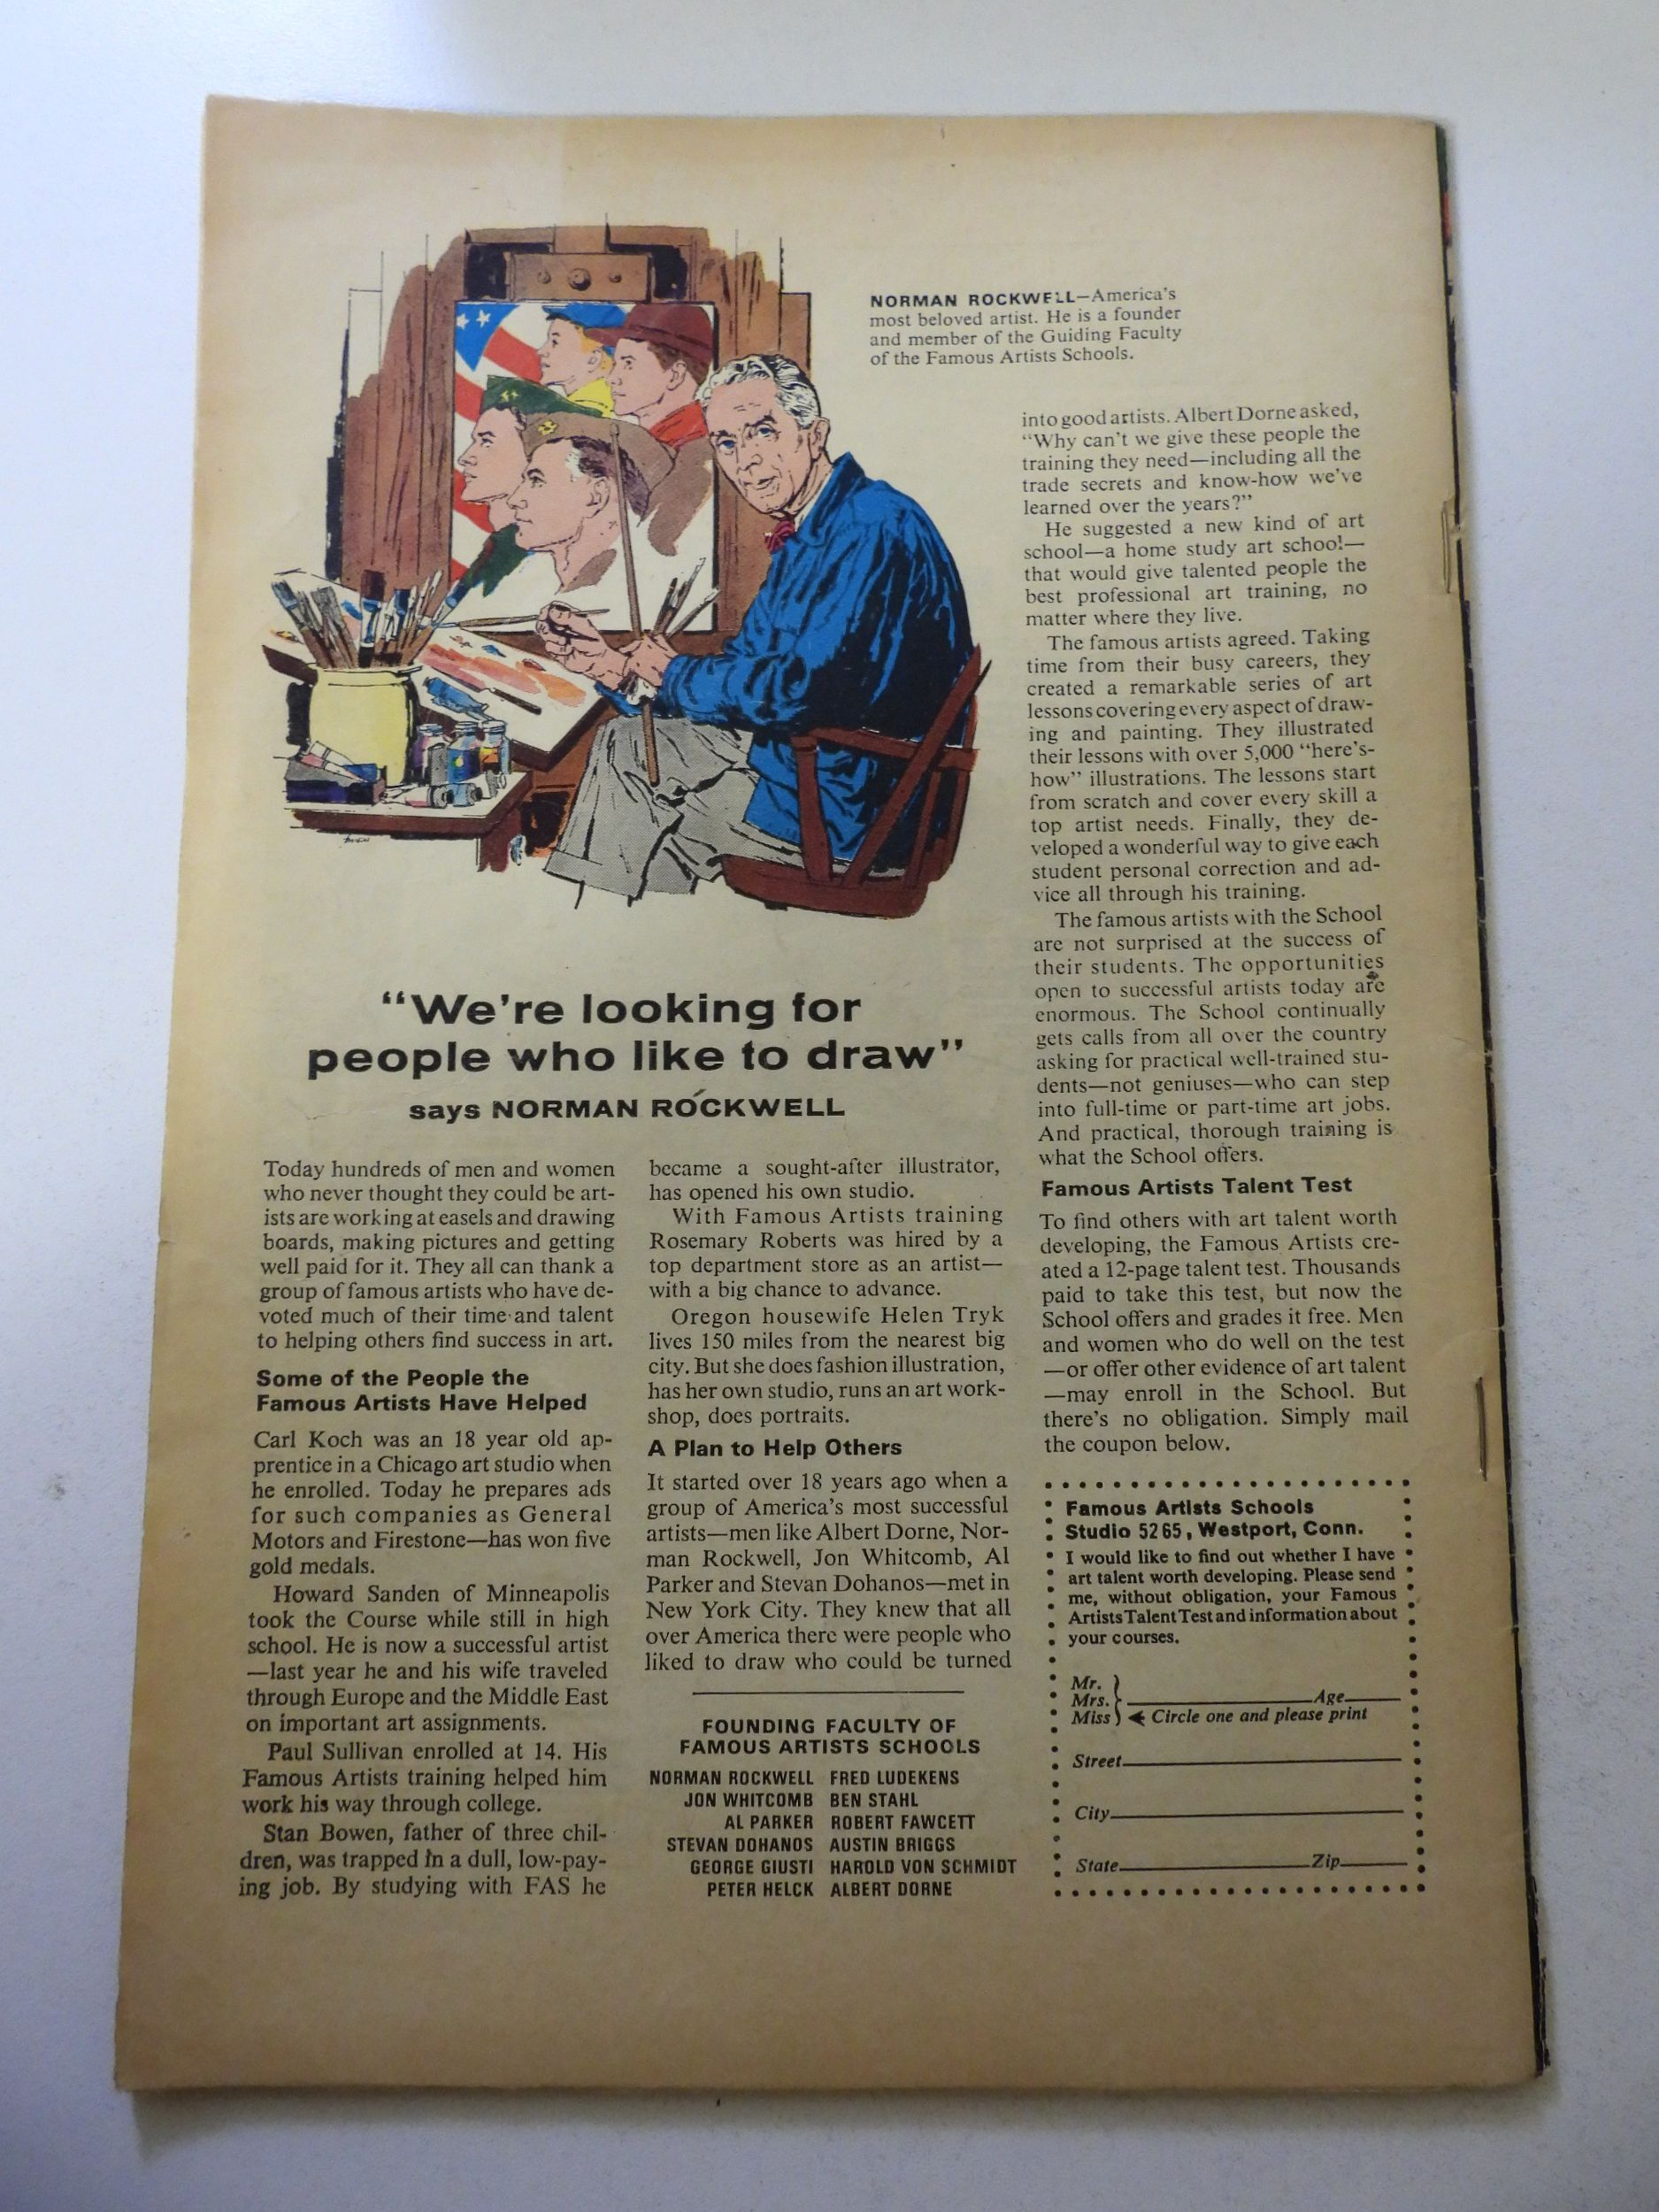 NORMAN ROCKWELL—America's
most beloved artist. He is a founder
and member of the Guiding Faculty
of the Famous Artists Schools.
"We're looking for
people who like to draw"
says NORMAN ROCKWELL
Today hundreds of men and women
who never thought they could be art-
ists are working at easels and drawing
boards, making pictures and getting
well paid for it. They all can thank a
group of famous artists who have de-
voted much of their time and talent
to helping others find success in art.
Some of the People the
Famous Artists Have Helped
Carl Koch was an 18 year old ap-
prentice in a Chicago art studio when
he enrolled. Today he prepares ads
for such companies as General
Motors and Firestone—has won five
gold medals.
Howard Sanden of Minneapolis
took the Course while still in high
school. He is now a successful artist
—last year he and his wife traveled
through Europe and the Middle East
on important art assignments.
Paul Sullivan enrolled at 14. His
Famous Artists training helped him
work his way through college.
Stan Bowen, father of three chil-
dren, was trapped in a dull, low-pay-
ing job. By studying with FAS he
became a sought-after illustrator,
has opened his own studio.
With Famous Artists training
Rosemary Roberts was hired by a
top department store as an artist—
with a big chance to advance.
Oregon housewife Helen Tryk
lives 150 miles from the nearest big
city. But she does fashion illustration,
has her own studio, runs an art work-
shop, does portraits.
A Plan to Help Others
It started over 18 years ago when a
group of America's most successful
artists—men like Albert Dorne, Nor-
man Rockwell, Jon Whitcomb, Al
Parker and Stevan Dohanos—met in
New York City. They knew that all
over America there were people who
liked to draw who could be turned
FOUNDING FACULTY OF
FAMOUS ARTISTS SCHOOLS
NORMAN ROCKWELL FRED LUDEKENS
JON WHITCOMB BEN STAHL
AL PARKER ROBERT FAWCETT
STEVAN DOHANOS AUSTIN BRIGGS
GEORGE GIUSTI HAROLD VON SCHMIDT
PETER HELCK ALBERT DORNE
into good artists. Albert Dorne asked,
"Why can't we give these people the
training they need—including all the
trade secrets and know-how we've
learned over the years?"
He suggested a new kind of art
school—a home study art school—
that would give talented people the
best professional art training, no
matter where they live.
The famous artists agreed. Taking
time from their busy careers, they
created a remarkable series of art
lessons covering every aspect of draw-
ing and painting. They illustrated
their lessons with over 5,000 "here's-
how" illustrations. The lessons start
from scratch and cover every skill a
top artist needs. Finally, they de-
veloped a wonderful way to give each
student personal correction and ad-
vice all through his training.
The famous artists with the School
are not surprised at the success of
their students. The opportunities
open to successful artists today are
enormous. The School continually
gets calls from all over the country
asking for practical well-trained stu-
dents—not geniuses—who can step
into full-time or part-time art jobs.
And practical, thorough training is
what the School offers.
Famous Artists Talent Test
To find others with art talent worth
developing, the Famous Artists cre-
ated a 12-page talent test. Thousands
paid to take this test, but now the
School offers and grades it free. Men
and women who do well on the test
—or offer other evidence of art talent
—may enroll in the School. But
there's no obligation. Simply mail
the coupon below.
Famous Artists Schools
Studio 5265, Westport, Conn.
I would like to find out whether I have
art talent worth developing. Please send
me, without obligation, your Famous
Artists Talent Test and information about
your courses.
Mr.
Mrs. Age
Miss Circle one and please print
Street
City
State Zip